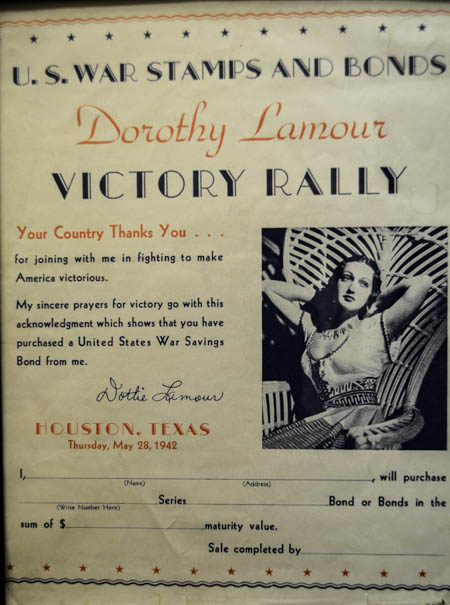 U. S. WAR STAMPS AND BONDS
Dorothy Lamour
VICTORY RALLY
Your Country Thanks You . . .
for joining with me in fighting to make
America victorious.
My sincere prayers for victory go with this
acknowledgment which shows that you have
purchased a United States War Savings
Bond from me.
Dottie Lamour
HOUSTON, TEXAS
Thursday, May 28, 1942
I, , will purchase
(Name) (Address)
Series Bond or Bonds in the
(Write Number Here)
sum of $ maturity value.
Sale completed by